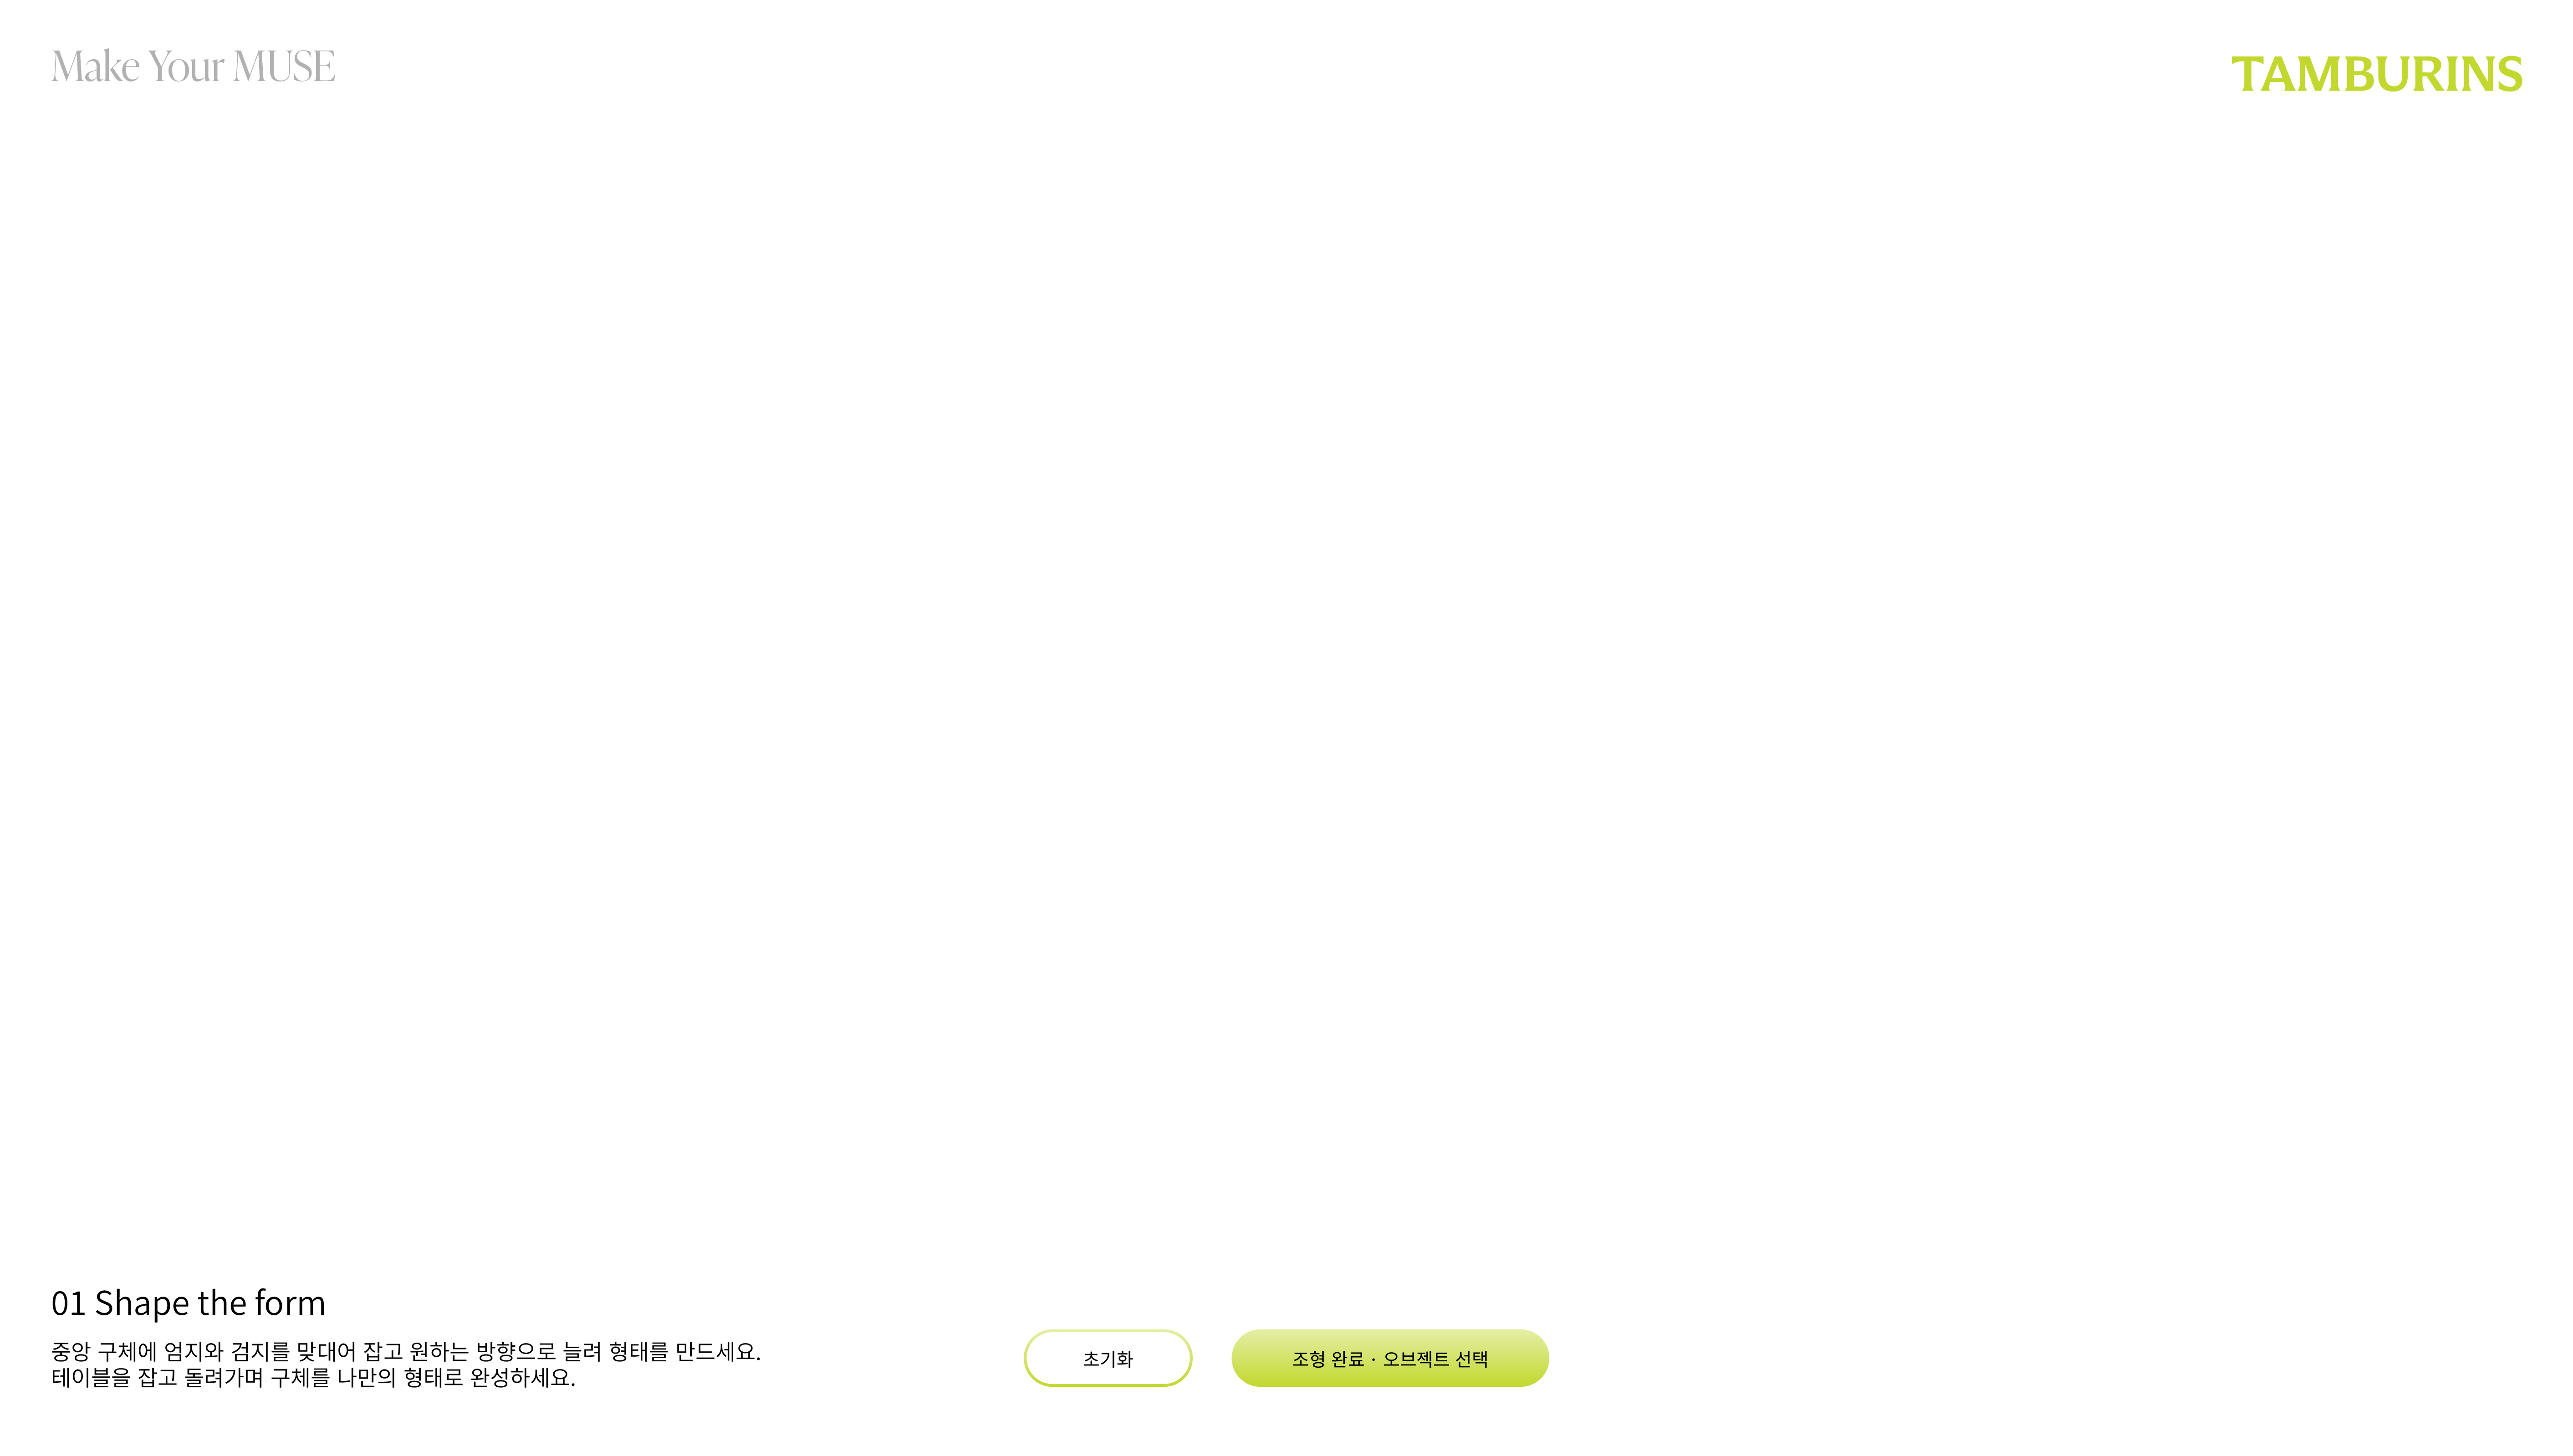 Make Your MUSE
TAMBURINS
01 Shape the form
중앙 구체에 엄지와 검지를 맞대어 잡고 원하는 방향으로 늘려 형태를 만드세요.
테이블을 잡고 돌려가며 구체를 나만의 형태로 완성하세요.
초기화
조형 완료 · 오브젝트 선택